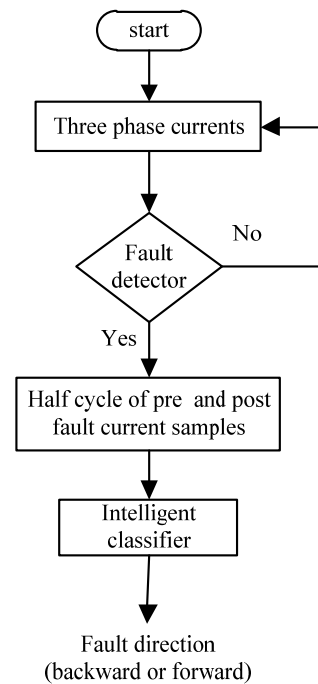 start
Three phase currents
Fault
detector
No
Yes
Half cycle of pre and post
fault current samples
Intelligent
classifier
Fault direction
(backward or forward)